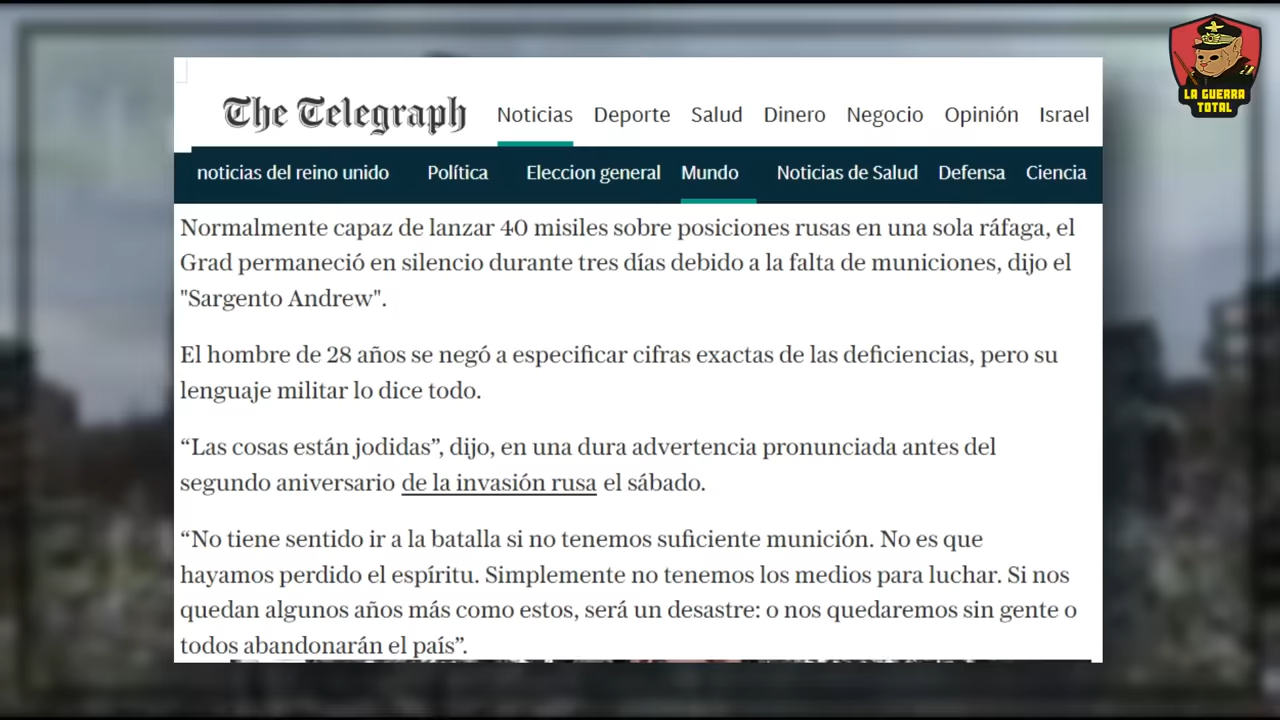 LA GUERRA
TOTAL
The Telegraph
Noticias Deporte Salud Dinero Negocio Opinión Israel
noticias del reino unido Política Eleccion general Mundo Noticias de Salud Defensa Ciencia
Normalmente capaz de lanzar 40 misiles sobre posiciones rusas en una sola ráfaga, el
Grad permaneció en silencio durante tres días debido a la falta de municiones, dijo el
"Sargento Andrew".
El hombre de 28 años se negó a especificar cifras exactas de las deficiencias, pero su
lenguaje militar lo dice todo.
“Las cosas están jodidas”, dijo, en una dura advertencia pronunciada antes del
segundo aniversario de la invasión rusa el sábado.
“No tiene sentido ir a la batalla si no tenemos suficiente munición. No es que
hayamos perdido el espíritu. Simplemente no tenemos los medios para luchar. Si nos
quedan algunos años más como estos, será un desastre: o nos quedaremos sin gente o
todos abandonarán el país”.